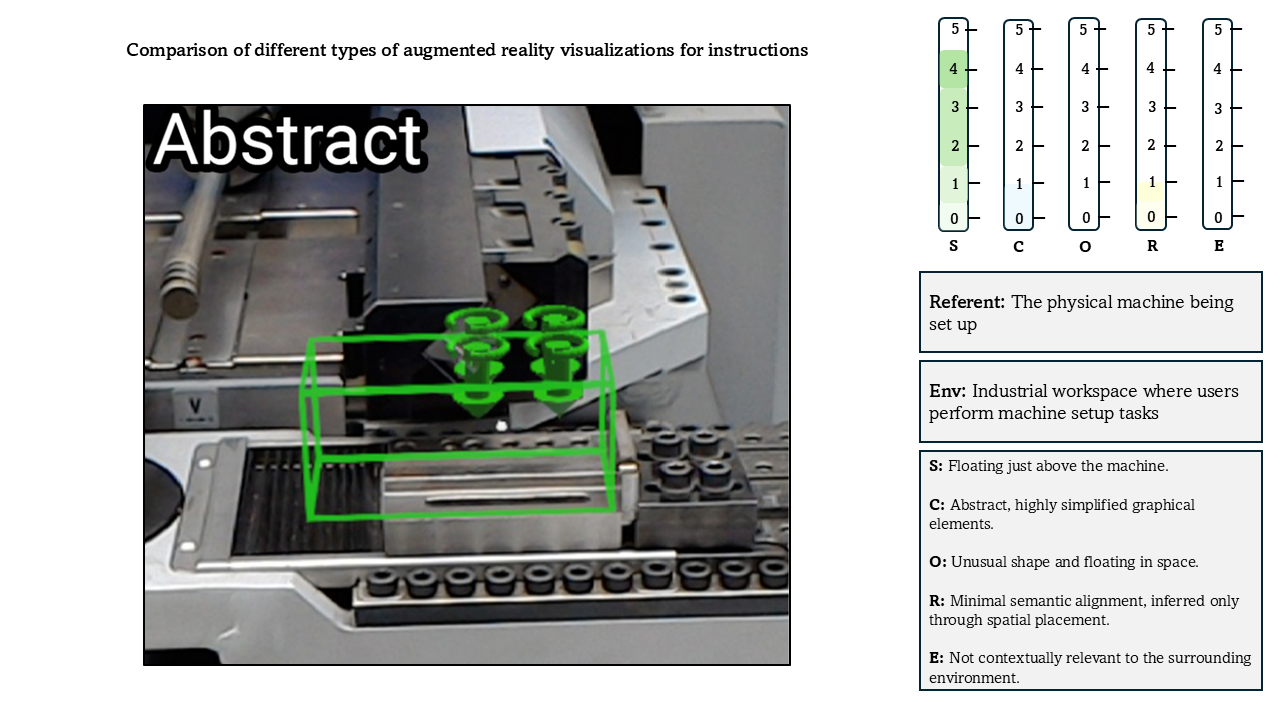 Comparison of different types of augmented reality visualizations for instructions
Abstract
V
5 5 5 5 5
4 4 4 4 4
3 3 3 3 3
2 2 2 2 2
1 1 1 1 1
0 0 0 0 0
S C O R E
Referent: The physical machine being
set up
Env: Industrial workspace where users
perform machine setup tasks
S: Floating just above the machine.
C: Abstract, highly simplified graphical
elements.
O: Unusual shape and floating in space.
R: Minimal semantic alignment, inferred only
through spatial placement.
E: Not contextually relevant to the surrounding
environment.